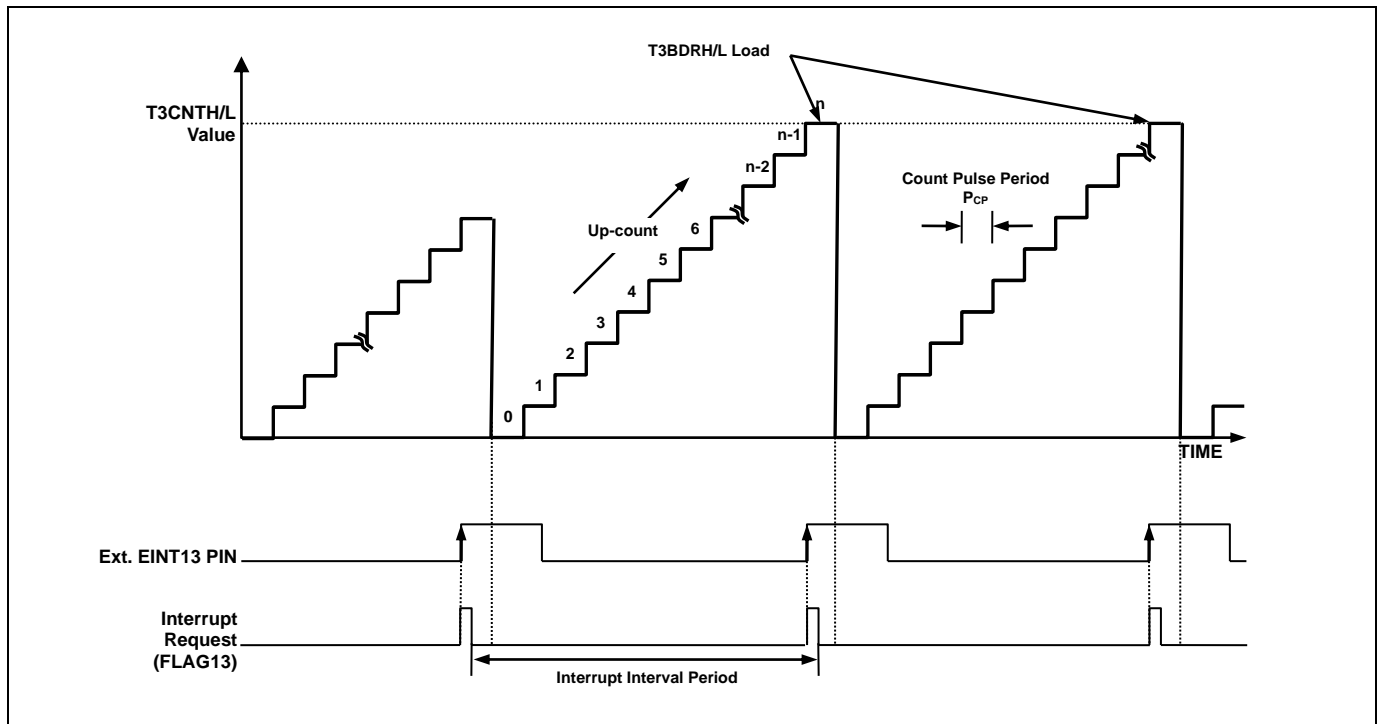 T3BDRH/L Load
T3CNTH/L
Value
n
n-1
n-2
Count Pulse Period
PCP
Up-count
6
5
4
3
2
1
0
TIME
Ext. EINT13 PIN
Interrupt
Request
(FLAG13)
Interrupt Interval Period